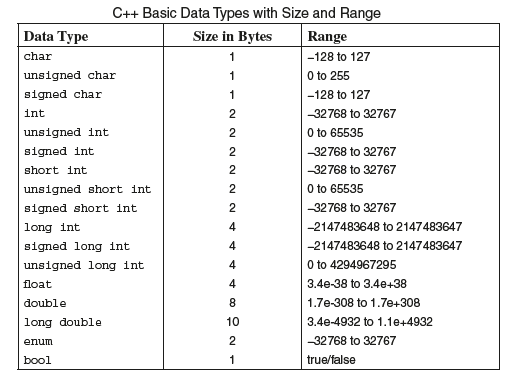 C++ Basic Data Types with Size and Range
Data Type Size in Bytes Range
char 1 –128 to 127
unsigned char 1 0 to 255
signed char 1 –128 to 127
int 2 –32768 to 32767
unsigned int 2 0 to 65535
signed int 2 –32768 to 32767
short int 2 –32768 to 32767
unsigned short int 2 0 to 65535
signed short int 2 –32768 to 32767
long int 4 –2147483648 to 2147483647
signed long int 4 –2147483648 to 2147483647
unsigned long int 4 0 to 4294967295
float 4 3.4e-38 to 3.4e+38
double 8 1.7e-308 to 1.7e+308
long double 10 3.4e-4932 to 1.1e+4932
enum 2 –32768 to 32767
bool 1 true/false